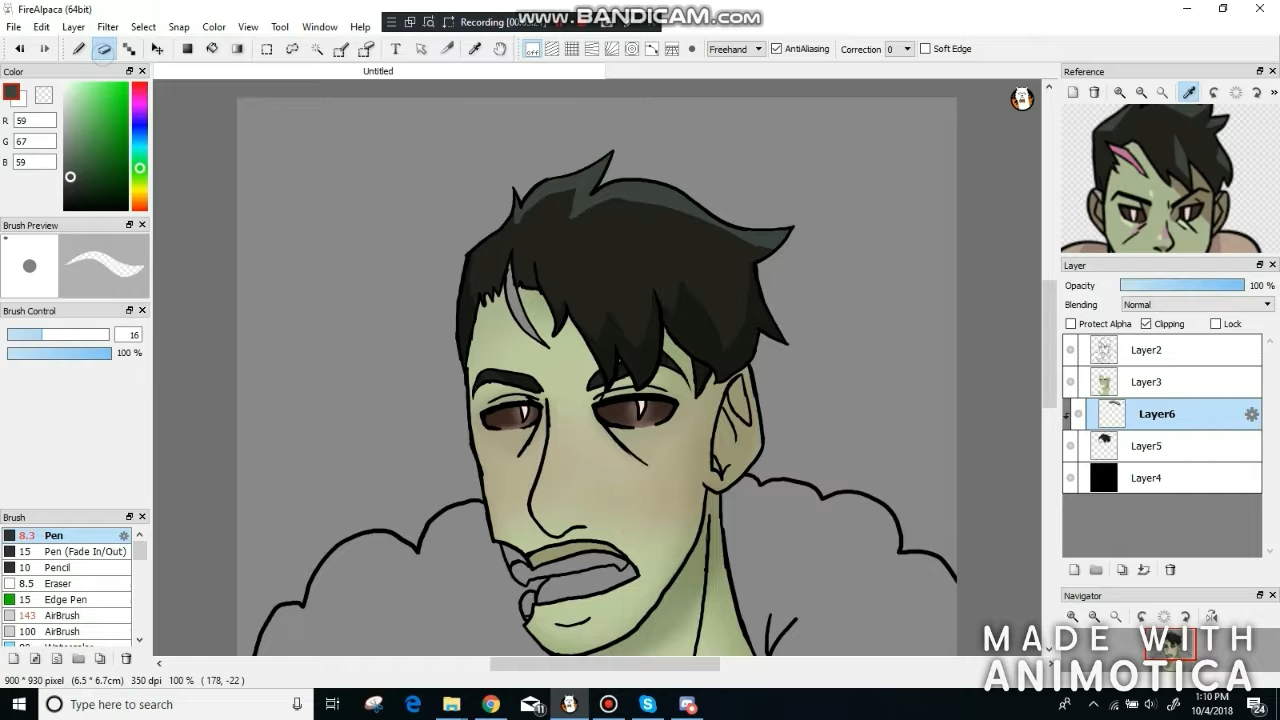 FireAlpaca (64bit)
Recording [00:
www.BANDICAM.com
File Edit Layer Filter Select Snap Color View Tool Window Help
off Freehand AntiAliasing Correction 0 Soft Edge
Color Untitled Reference
R 59
G 67
B 59
Brush Preview
Layer
Opacity 100 %
Blending Normal
Brush Control
Protect Alpha Clipping Lock
16
100 %
Layer2
Layer3
Layer6
Layer5
Layer4
Brush
8.3 Pen
15 Pen (Fade In/Out)
10 Pencil
8.5 Eraser
15 Edge Pen
143 AirBrush
100 AirBrush
Navigator
MADE WITH
ANIMOTICA
900 * 930 pixel (6.5 * 6.7cm) 350 dpi 100 % ( 178, -22 )
Type here to search
11
1:10 PM
10/4/2018
24